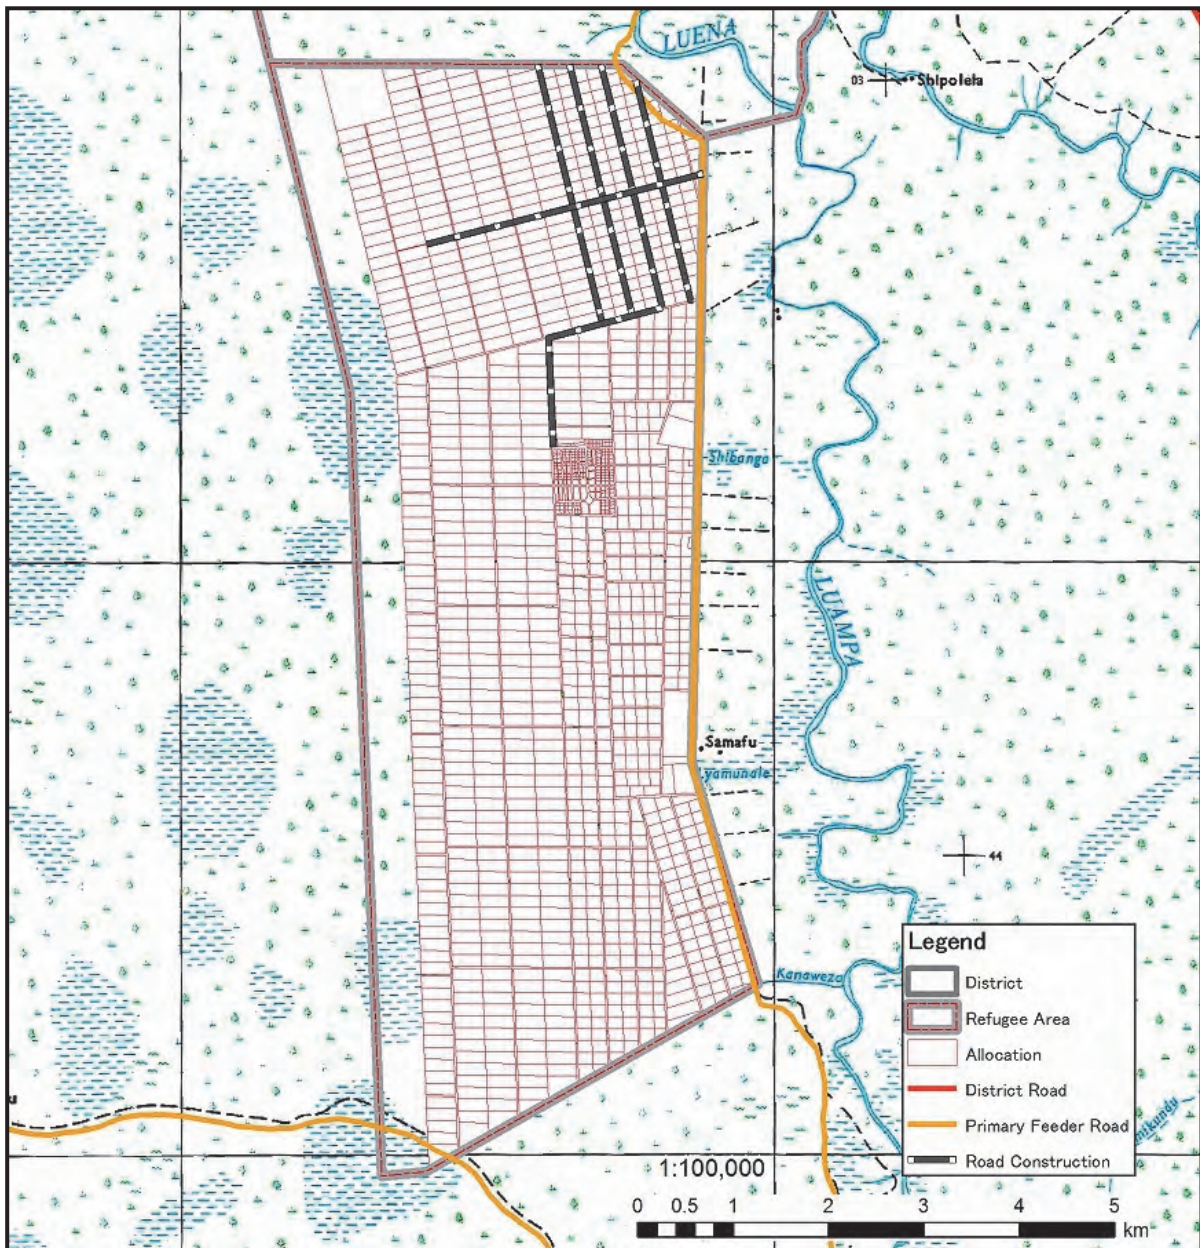 LUENA
03
Shipolela
Shibanga
LUAMPA
Samafu
44
Kanaweza
u
Legend
District
Refugee Area
Allocation
District Road
Primary Feeder Road
Road Construction
1:100,000
0 0.5 1 2 3 4 5 km